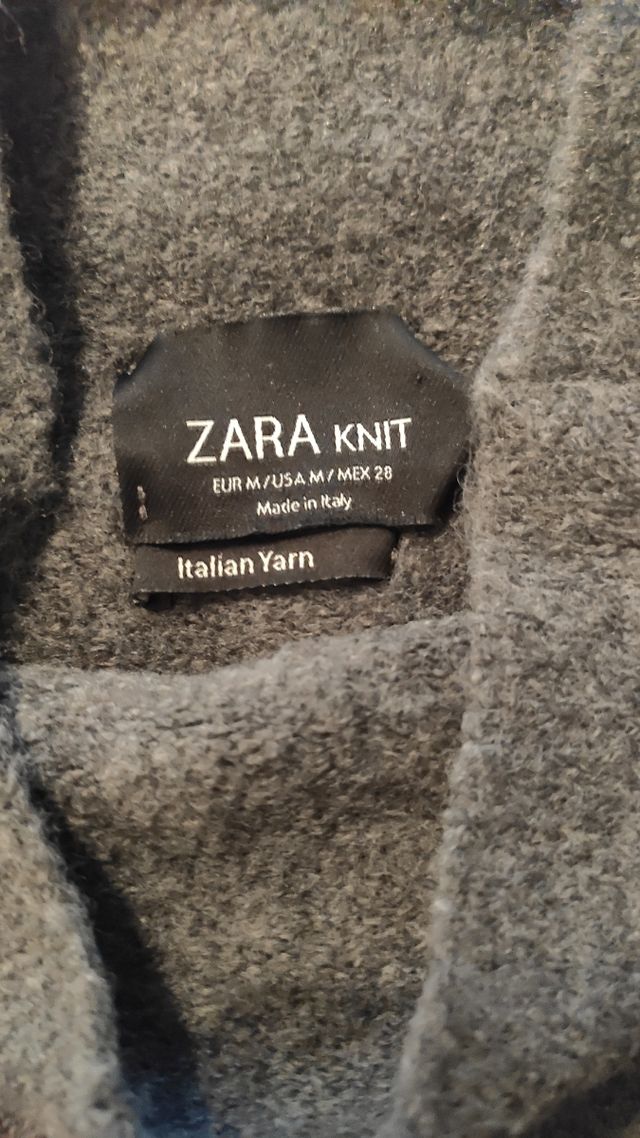 ZARA KNIT
EUR M / USA M / MEX 28
Made in Italy
Italian Yarn